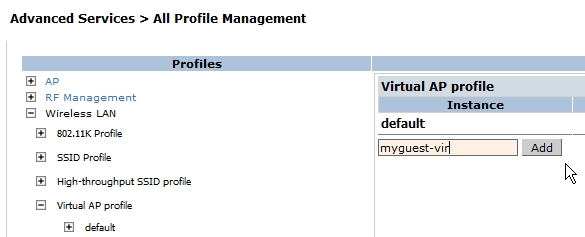 Advanced Services > All Profile Management
Profiles
AP
RF Management
Wireless LAN
802.11K Profile
SSID Profile
High-throughput SSID profile
Virtual AP profile
default
Virtual AP profile
Instance
default
myguest-vir Add